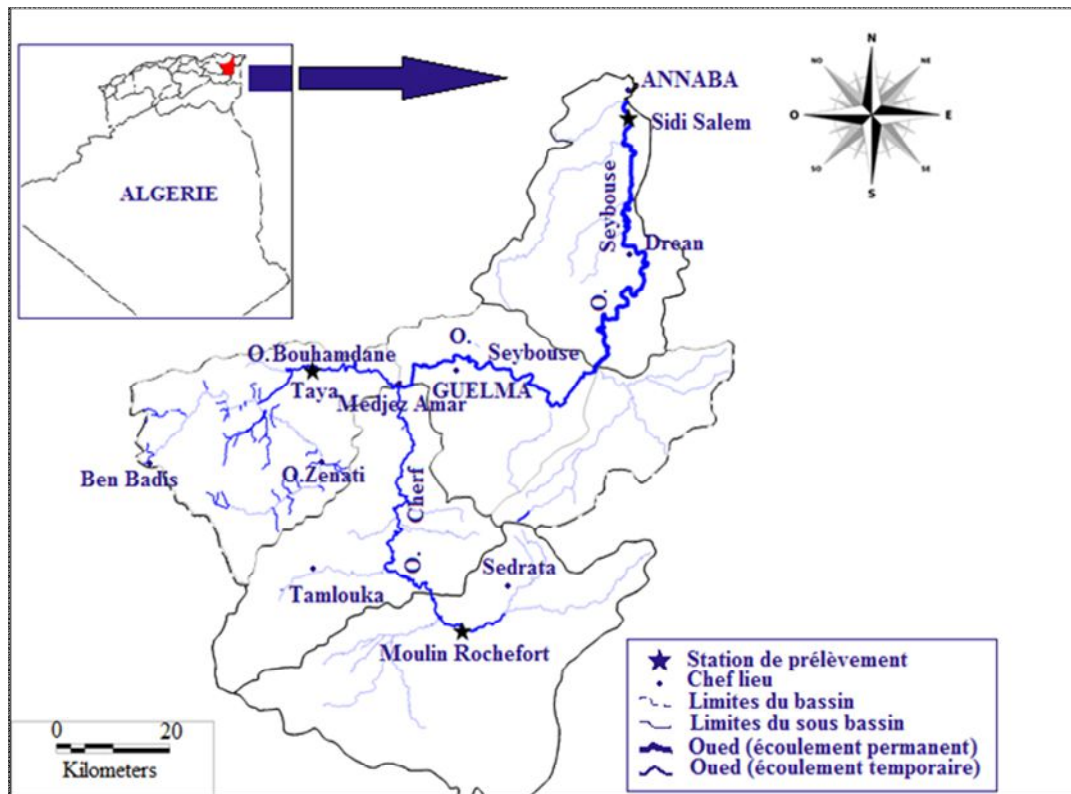 ALGERIE
N
NO
NE
O
E
SO
SE
S
ANNABA
Sidi Salem
Seybouse
O.
Drean
O.
Seybouse
O.Bouhamdane
Taya
Medjez Amar
GUELMA
Ben Badis
O.Zenati
Cherf
O.
Sedrata
Tamlouka
Moulin Rochefort
0 20
Kilometers
Station de prélèvement
Chef lieu
Limites du bassin
Limites du sous bassin
Oued (écoulement permanent)
Oued (écoulement temporaire)